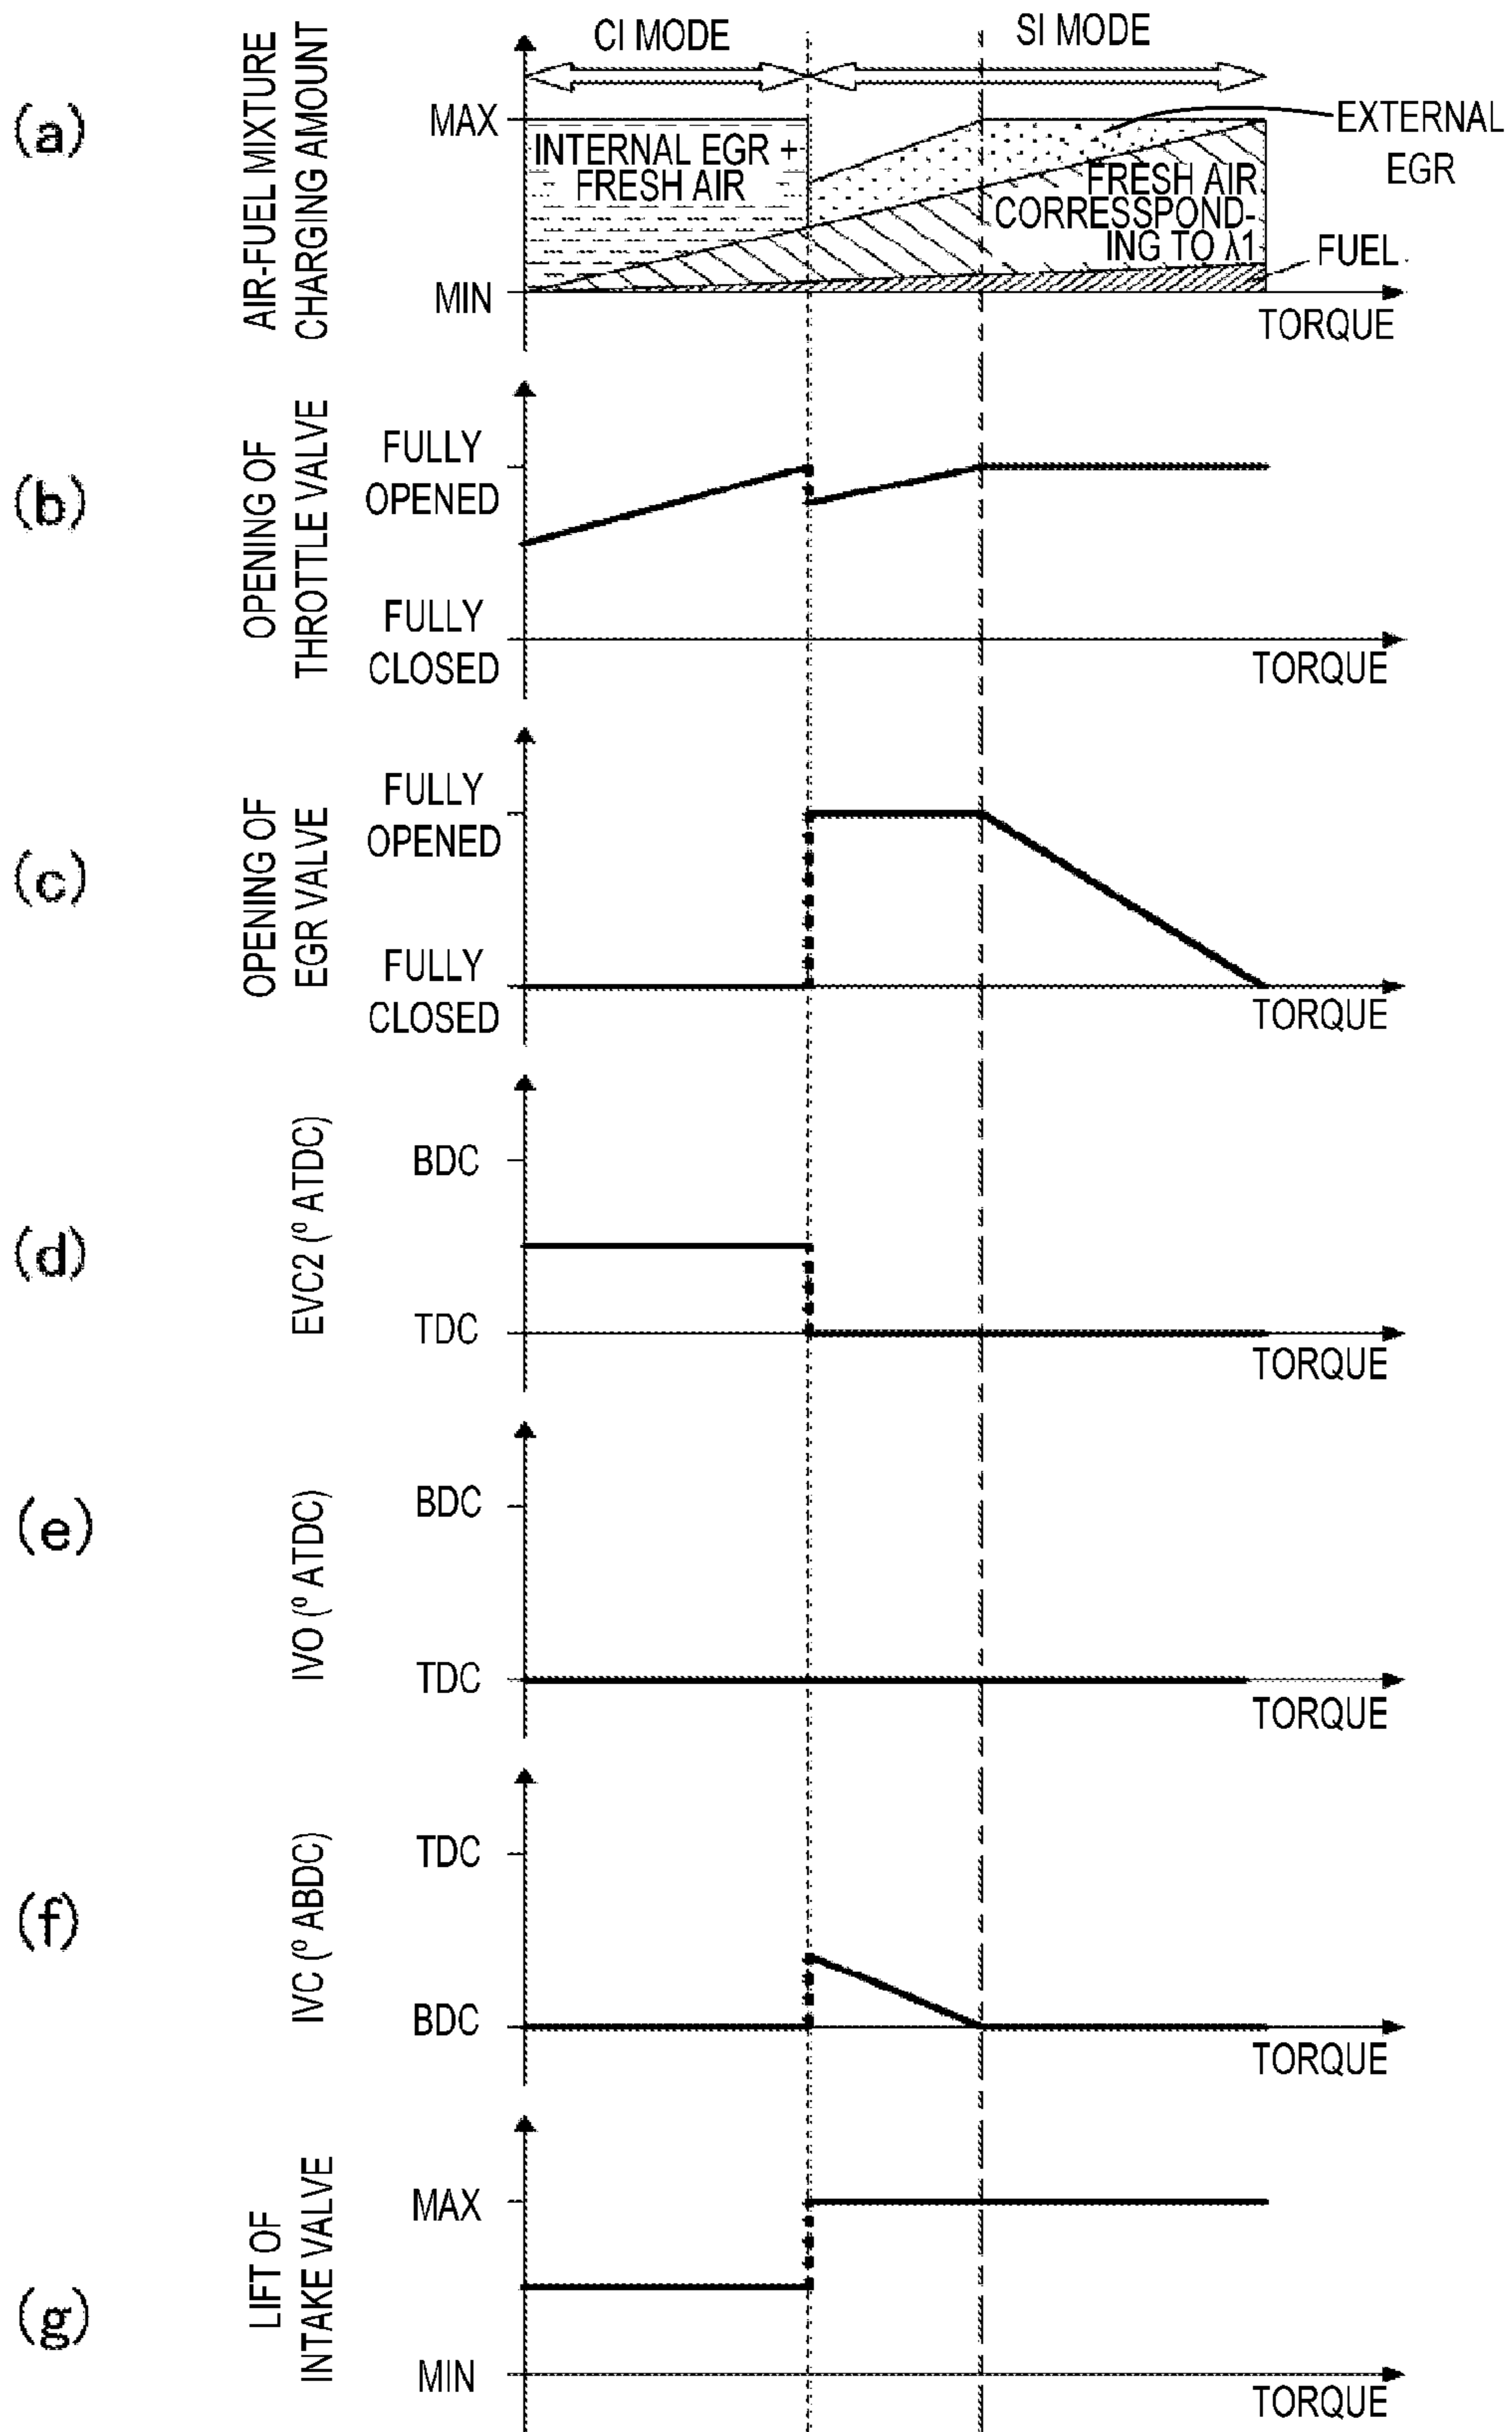 (a)
AIR-FUEL MIXTURE
CHARGING AMOUNT
CI MODE
SI MODE
MAX
MIN
INTERNAL EGR +
FRESH AIR
EXTERNAL
EGR
FRESH AIR
CORRESSPOND-
ING TO λ1
FUEL
TORQUE
(b)
OPENING OF
THROTTLE VALVE
FULLY
OPENED
FULLY
CLOSED
TORQUE
(c)
OPENING OF
EGR VALVE
FULLY
OPENED
FULLY
CLOSED
TORQUE
(d)
EVC2 (° ATDC)
BDC
TDC
TORQUE
(e)
IVO (° ATDC)
BDC
TDC
TORQUE
(f)
IVC (° ABDC)
TDC
BDC
TORQUE
(g)
LIFT OF
INTAKE VALVE
MAX
MIN
TORQUE